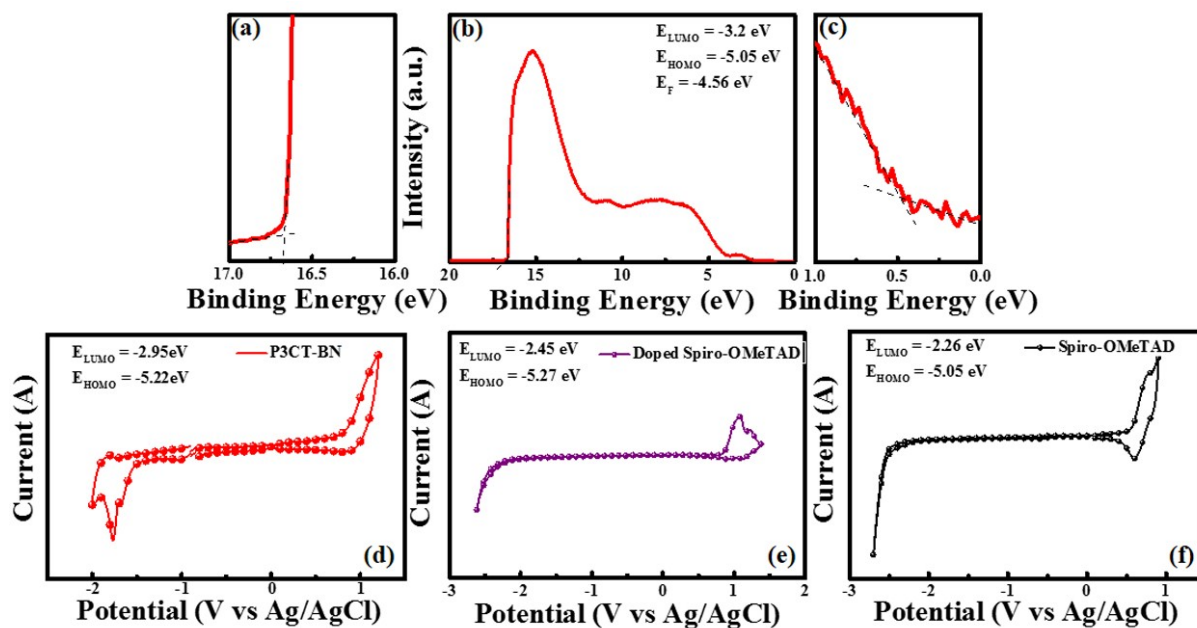 (a)
17.0 16.5 16.0
Binding Energy (eV)
Intensity (a.u.)
(b)
E_LUMO = -3.2 eV
E_HOMO = -5.05 eV
E_F = -4.56 eV
20 15 10 5 0
Binding Energy (eV)
(c)
1.0 0.5 0.0
Binding Energy (eV)
E_LUMO = -2.95eV
E_HOMO = -5.22eV
P3CT-BN
Current (A)
(d)
-2 -1 0 1
Potential (V vs Ag/AgCl)
E_LUMO = -2.45 eV
E_HOMO = -5.27 eV
Doped Spiro-OMeTAD
Current (A)
(e)
-3 -2 -1 0 1 2
Potential (V vs Ag/AgCl)
E_LUMO = -2.26 eV
E_HOMO = -5.05 eV
Spiro-OMeTAD
Current (A)
(f)
-3 -2 -1 0 1
Potential (V vs Ag/AgCl)